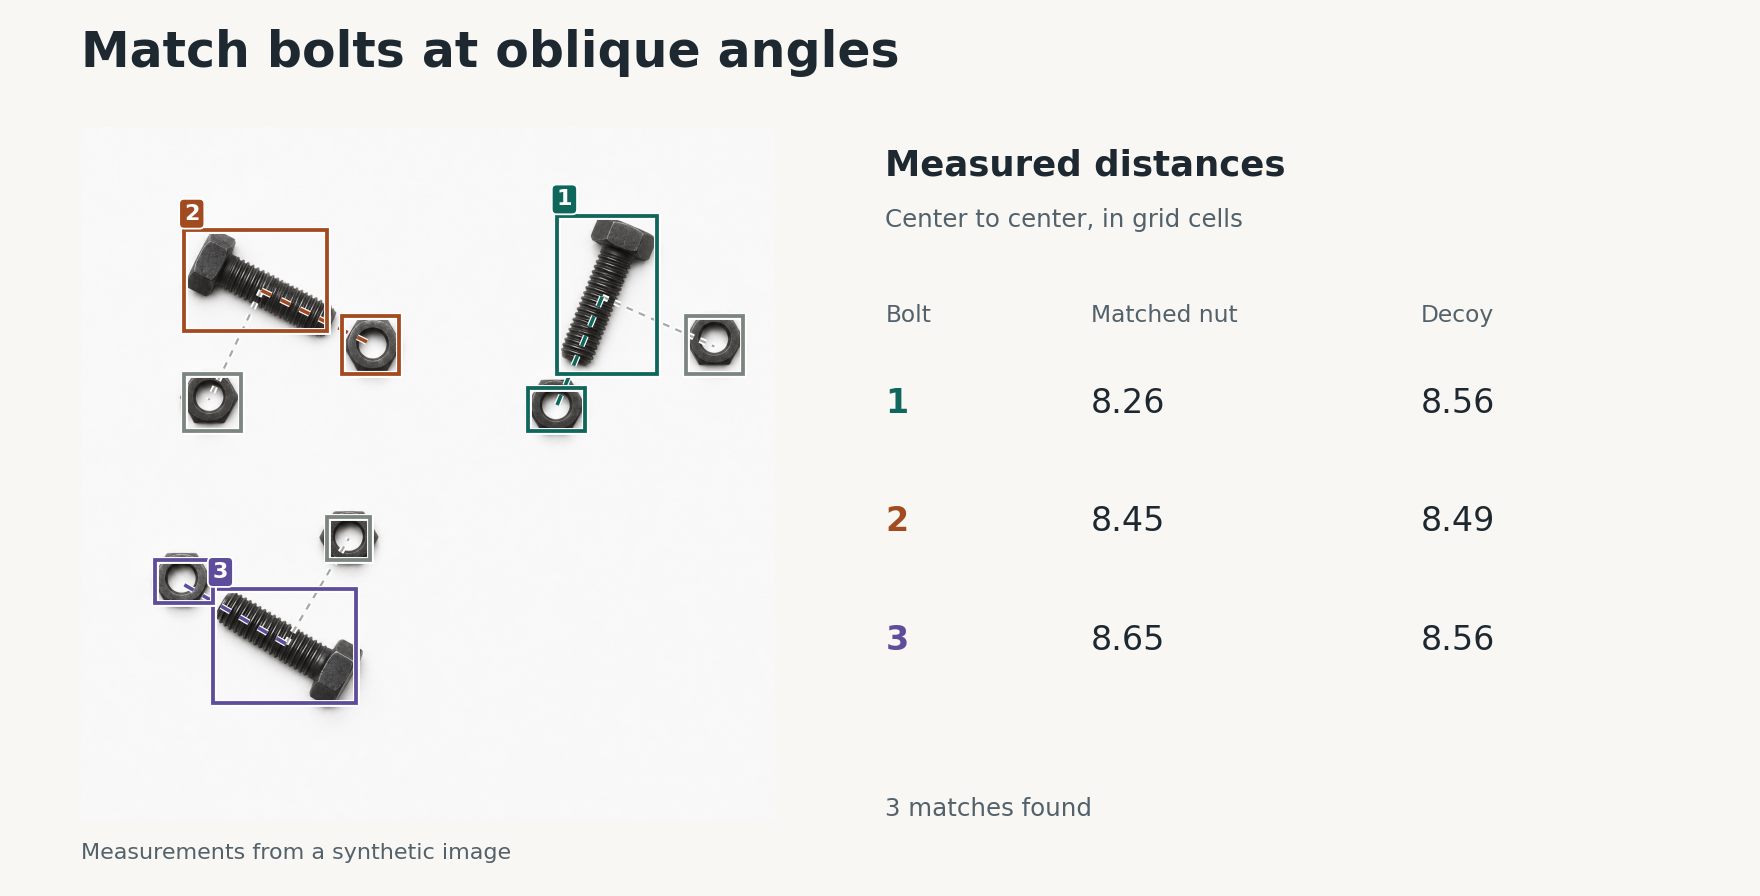 Match bolts at oblique angles
2
1
3
Measurements from a synthetic image
Measured distances
Center to center, in grid cells
Bolt Matched nut Decoy
1 8.26 8.56
2 8.45 8.49
3 8.65 8.56
3 matches found